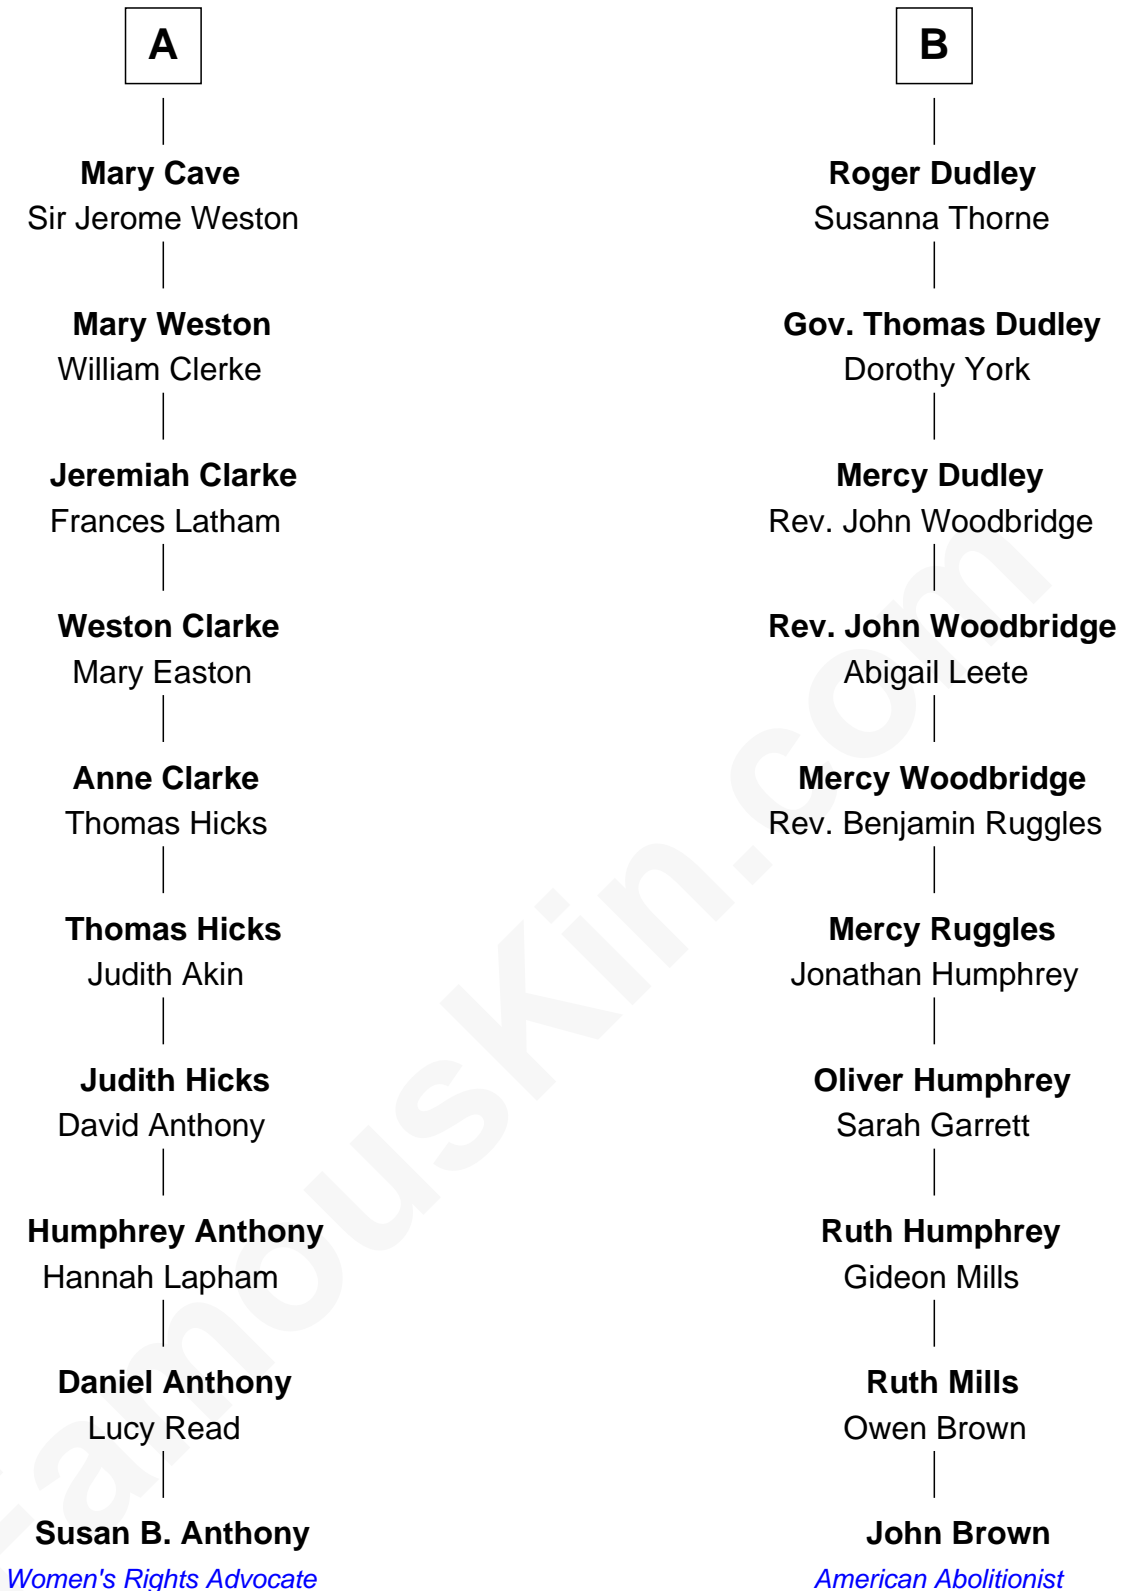 A
Mary Cave
Sir Jerome Weston
Mary Weston
William Clerke
Jeremiah Clarke
Frances Latham
Weston Clarke
Mary Easton
Anne Clarke
Thomas Hicks
Thomas Hicks
Judith Akin
Judith Hicks
David Anthony
Humphrey Anthony
Hannah Lapham
Daniel Anthony
Lucy Read
Susan B. Anthony
Women's Rights Advocate
B
Roger Dudley
Susanna Thorne
Gov. Thomas Dudley
Dorothy York
Mercy Dudley
Rev. John Woodbridge
Rev. John Woodbridge
Abigail Leete
Mercy Woodbridge
Rev. Benjamin Ruggles
Mercy Ruggles
Jonathan Humphrey
Oliver Humphrey
Sarah Garrett
Ruth Humphrey
Gideon Mills
Ruth Mills
Owen Brown
John Brown
American Abolitionist
FamousKin.com